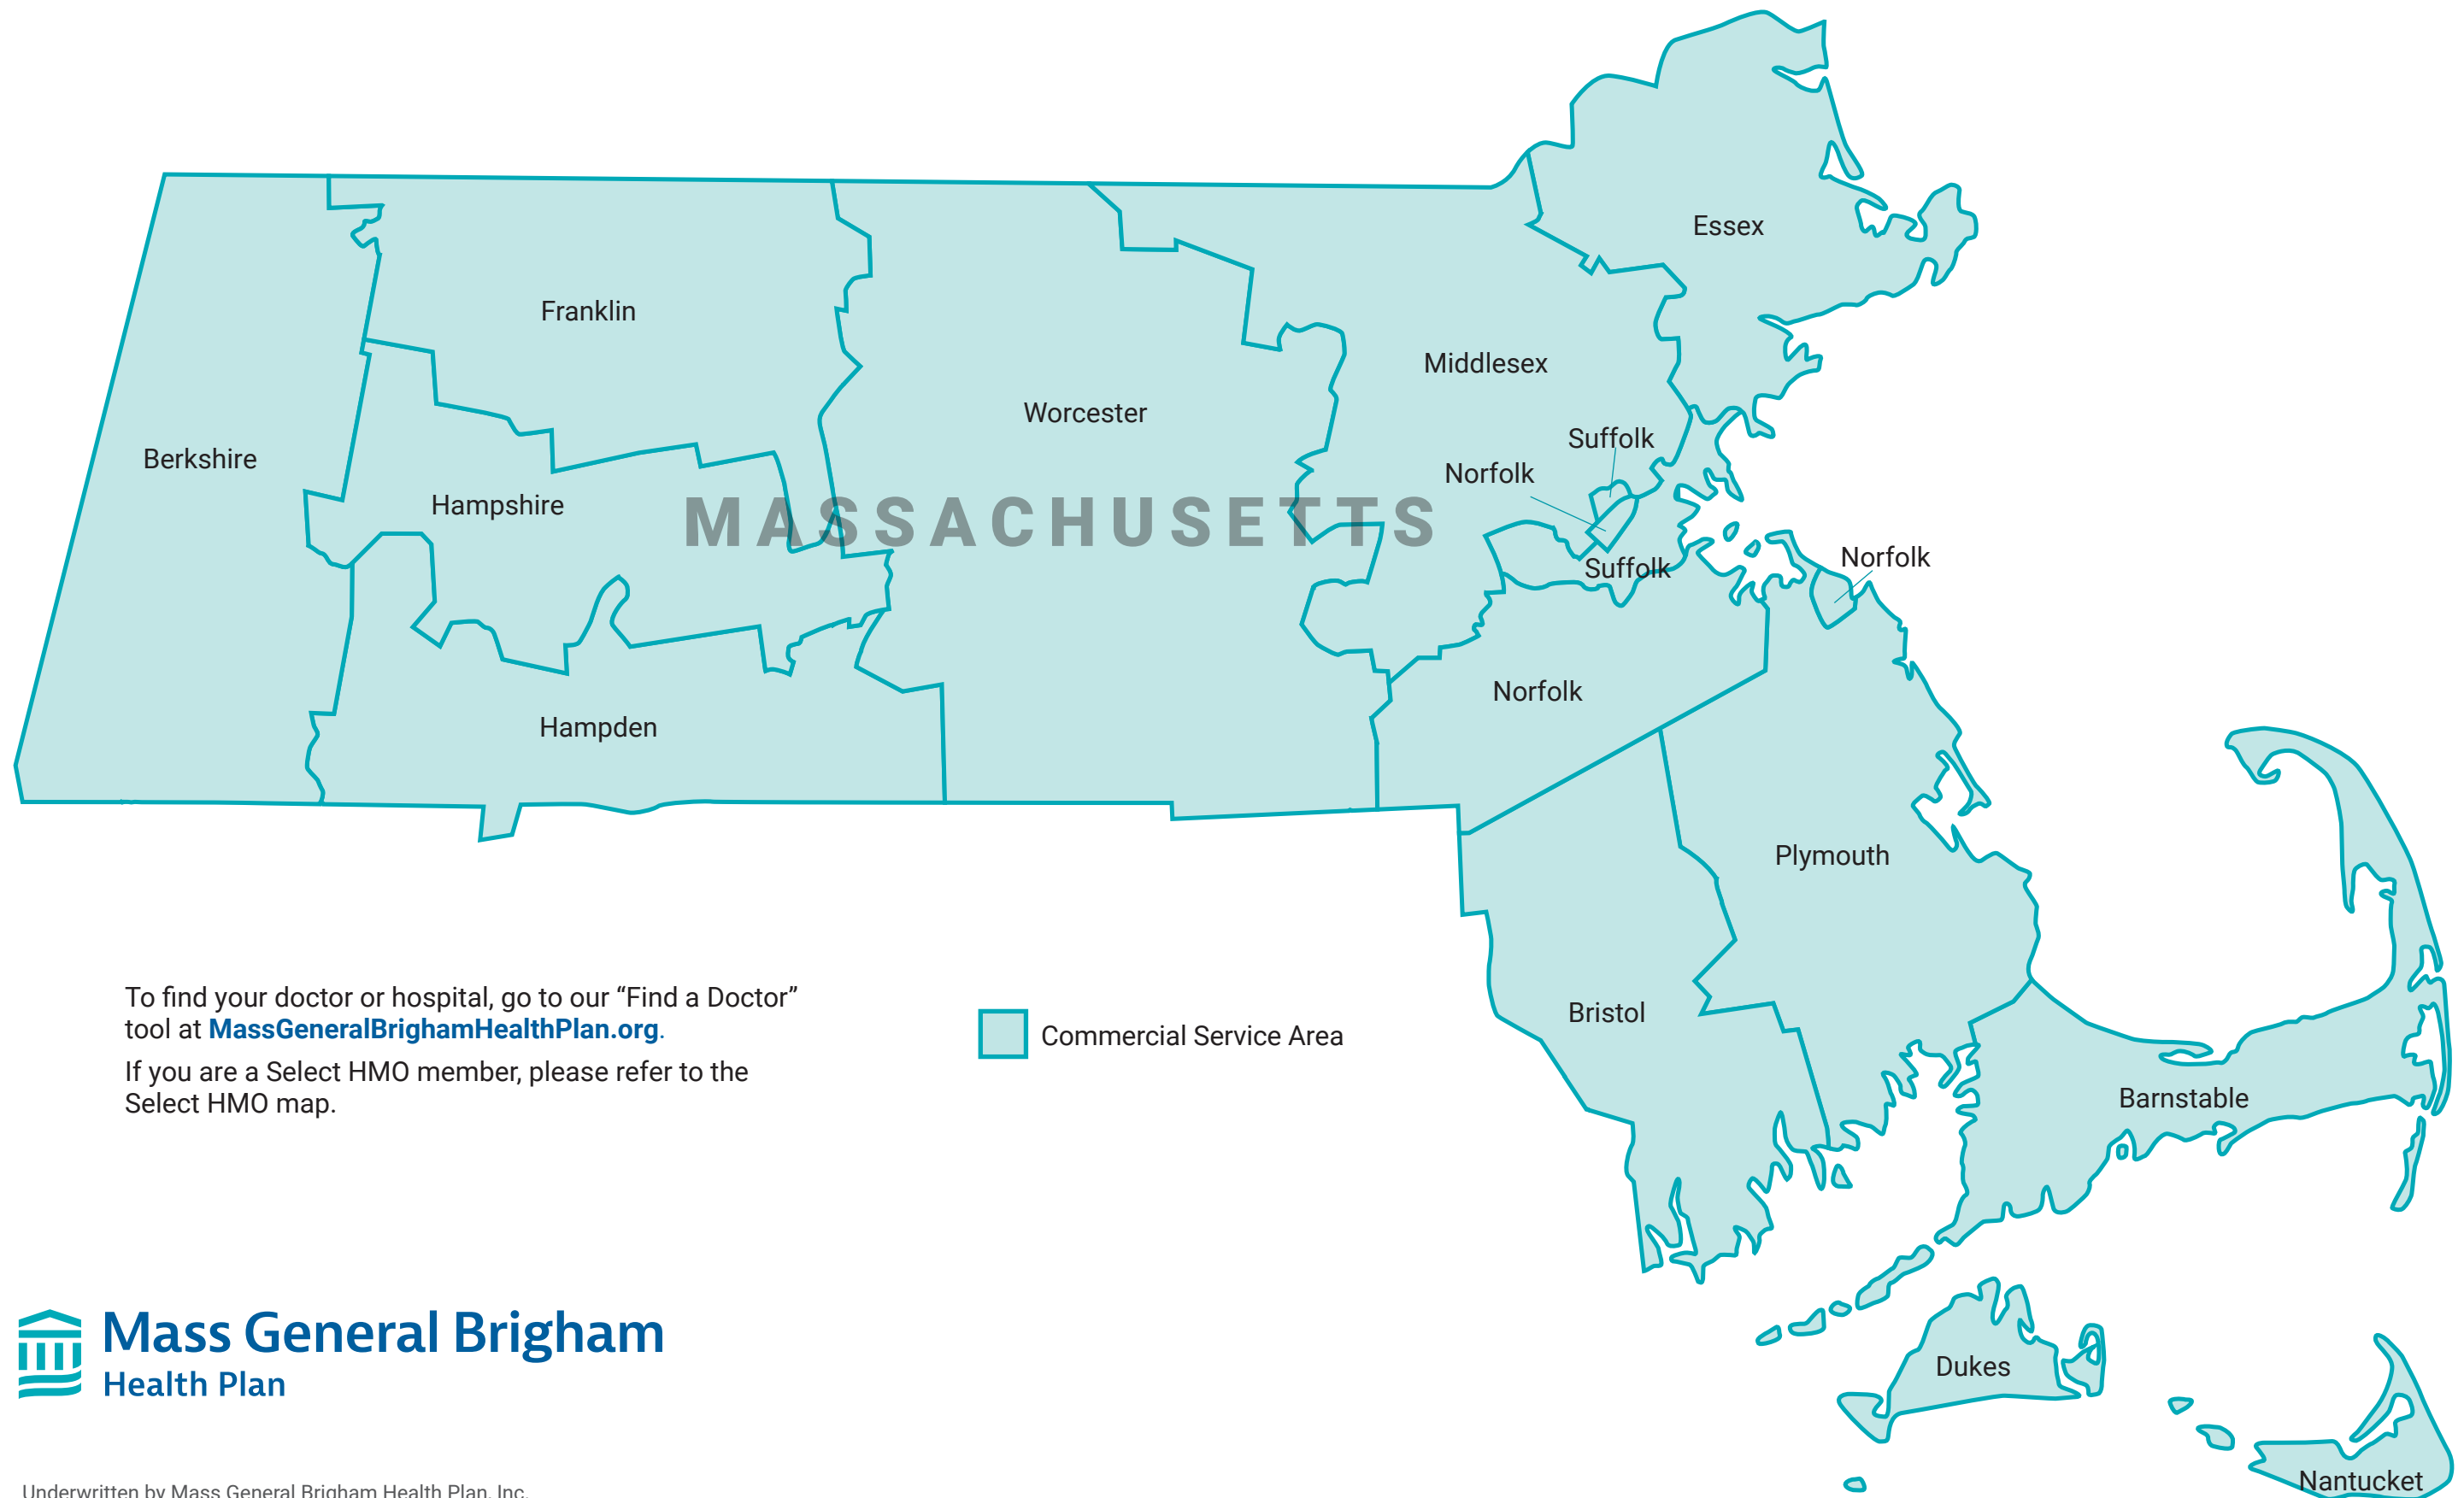 Essex
Franklin
Middlesex
Worcester
Suffolk
Berkshire
Norfolk
Hampshire
MASSACHUSETTS
Norfolk
Suffolk
Norfolk
Hampden
Plymouth
To find your doctor or hospital, go to our “Find a Doctor”
tool at MassGeneralBrighamHealthPlan.org.
If you are a Select HMO member, please refer to the
Select HMO map.
Commercial Service Area
Bristol
Barnstable
Mass General Brigham
Health Plan
Dukes
Nantucket
Underwritten by Mass General Brigham Health Plan, Inc.